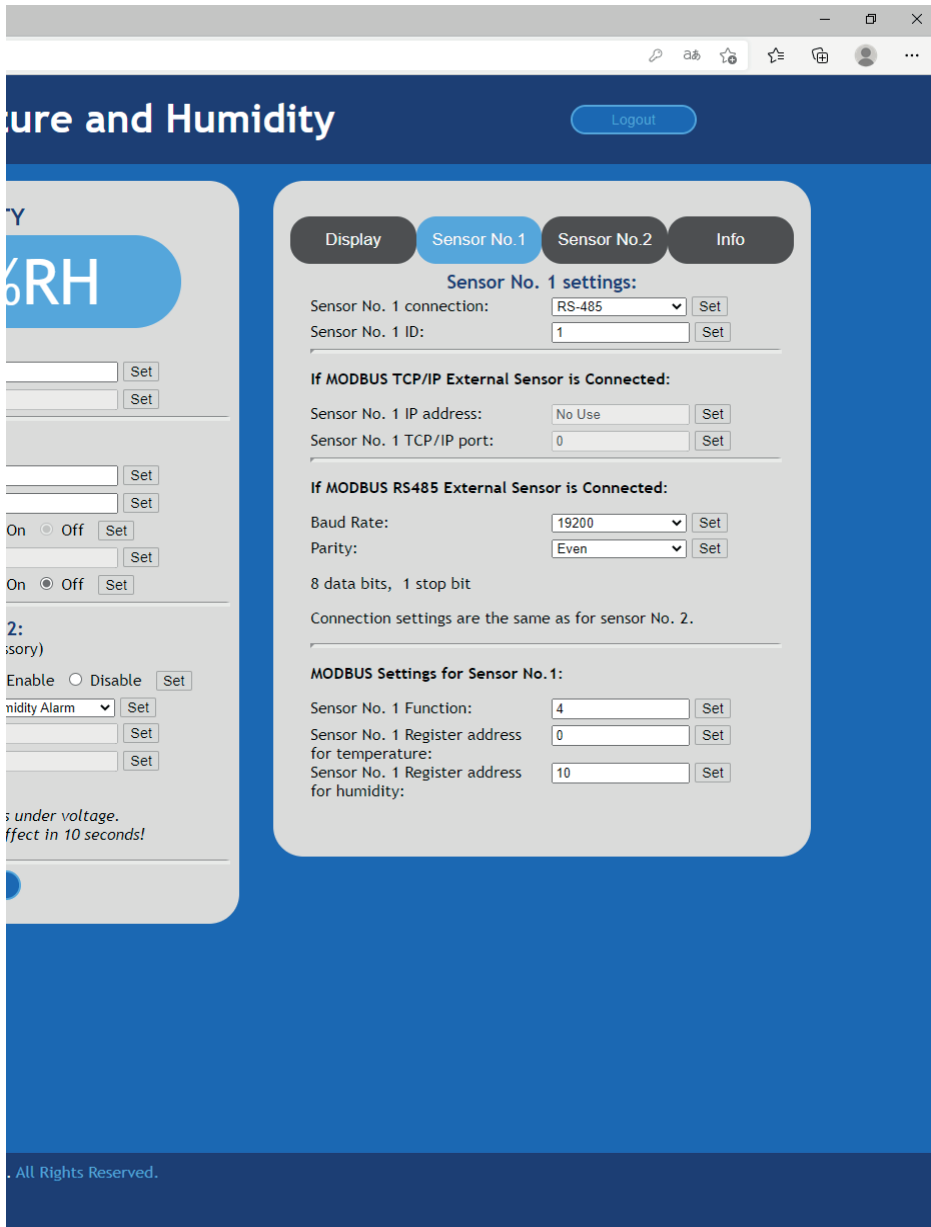 ture and Humidity
Logout
TY
%RH
Set
Set
Set
Set
On Off Set
Set
On Off Set
2:
ssory)
Enable Disable Set
midity Alarm Set
Set
Set
s under voltage.
ffect in 10 seconds!
Display Sensor No.1 Sensor No.2 Info
Sensor No. 1 settings:
Sensor No. 1 connection: RS-485 Set
Sensor No. 1 ID: 1 Set
If MODBUS TCP/IP External Sensor is Connected:
Sensor No. 1 IP address: No Use Set
Sensor No. 1 TCP/IP port: 0 Set
If MODBUS RS485 External Sensor is Connected:
Baud Rate: 19200 Set
Parity: Even Set
8 data bits, 1 stop bit
Connection settings are the same as for sensor No. 2.
MODBUS Settings for Sensor No.1:
Sensor No. 1 Function: 4 Set
Sensor No. 1 Register address 0 Set
for temperature:
Sensor No. 1 Register address 10 Set
for humidity:
. All Rights Reserved.